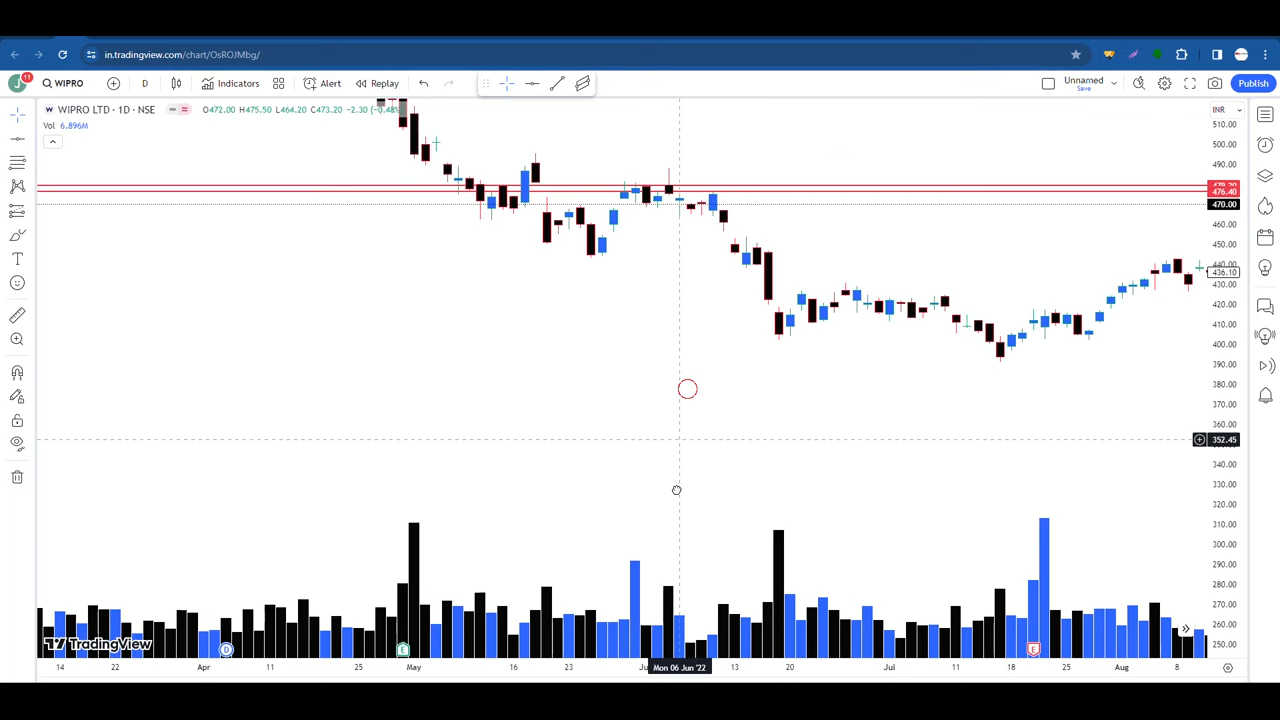 in.tradingview.com/chart/OsROJMbg/
J 11 WIPRO D Indicators Alert Replay Unnamed Save Publish
W WIPRO LTD · 1D · NSE O472.00 H475.50 L464.20 C473.20 -2.30 (-0.48%)
INR
Vol 6.896M
510.00
500.00
490.00
476.40
470.00
460.00
450.00
436.10
430.00
420.00
410.00
400.00
390.00
380.00
370.00
360.00
352.45
340.00
330.00
320.00
310.00
300.00
290.00
280.00
270.00
260.00
250.00
TradingView
D
E
E
14 22 Apr 11 25 May 16 23 Mon 06 Jun '22 13 20 Jul 11 18 25 Aug 8